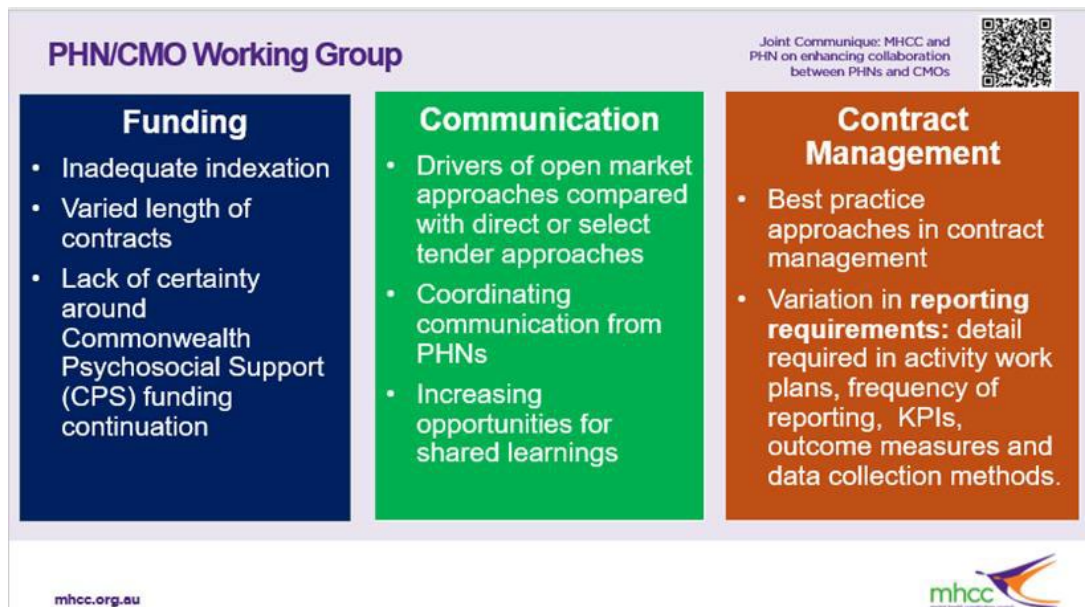 PHN/CMO Working Group
Joint Communique: MHCC and
PHN on enhancing collaboration
between PHNs and CMOs
Funding
• Inadequate indexation
• Varied length of
contracts
• Lack of certainty
around
Commonwealth
Psychosocial Support
(CPS) funding
continuation
Communication
• Drivers of open market
approaches compared
with direct or select
tender approaches
• Coordinating
communication from
PHNs
• Increasing
opportunities for
shared learnings
Contract
Management
• Best practice
approaches in contract
management
• Variation in reporting
requirements: detail
required in activity work
plans, frequency of
reporting, KPIs,
outcome measures and
data collection methods.
mhcc.org.au
mhcc